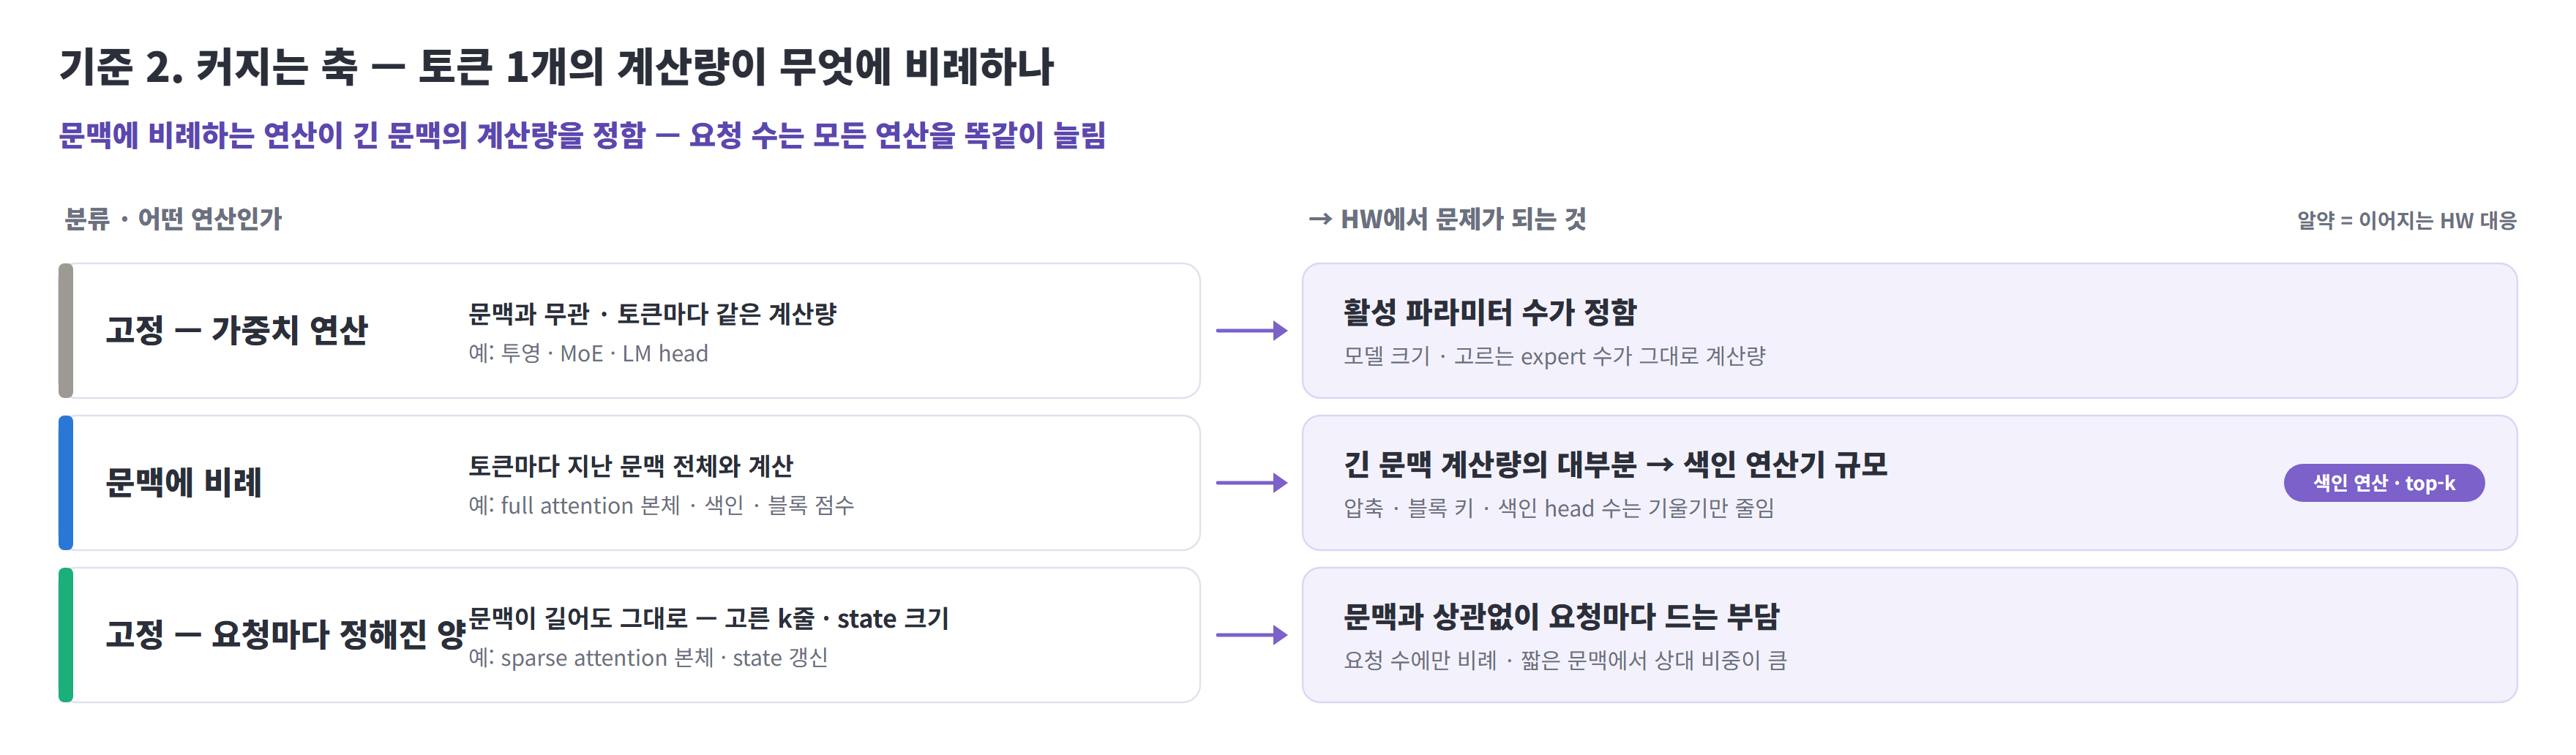 기준 2. 커지는 축 — 토큰 1개의 계산량이 무엇에 비례하나
문맥에 비례하는 연산이 긴 문맥의 계산량을 정함 — 요청 수는 모든 연산을 똑같이 늘림
분류 · 어떤 연산인가
→ HW에서 문제가 되는 것
알약 = 이어지는 HW 대응
고정 — 가중치 연산
문맥과 무관 · 토큰마다 같은 계산량
예: 투영 · MoE · LM head
활성 파라미터 수가 정함
모델 크기 · 고르는 expert 수가 그대로 계산량
문맥에 비례
토큰마다 지난 문맥 전체와 계산
예: full attention 본체 · 색인 · 블록 점수
긴 문맥 계산량의 대부분 → 색인 연산기 규모
압축 · 블록 키 · 색인 head 수는 기울기만 줄임
색인 연산 · top-k
고정 — 요청마다 정해진 양
문맥이 길어도 그대로 — 고른 k줄 · state 크기
예: sparse attention 본체 · state 갱신
문맥과 상관없이 요청마다 드는 부담
요청 수에만 비례 · 짧은 문맥에서 상대 비중이 큼